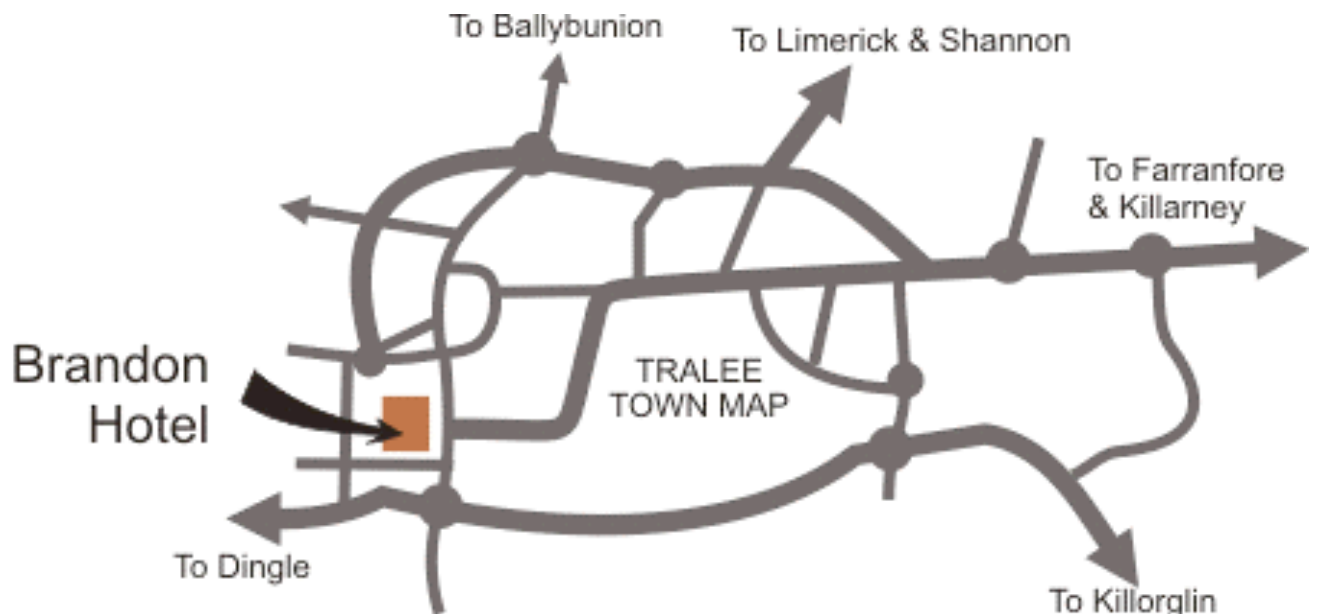 To Ballybunion
To Limerick & Shannon
To Farranfore
& Killarney
Brandon
Hotel
TRALEE
TOWN MAP
To Dingle
To Killorglin